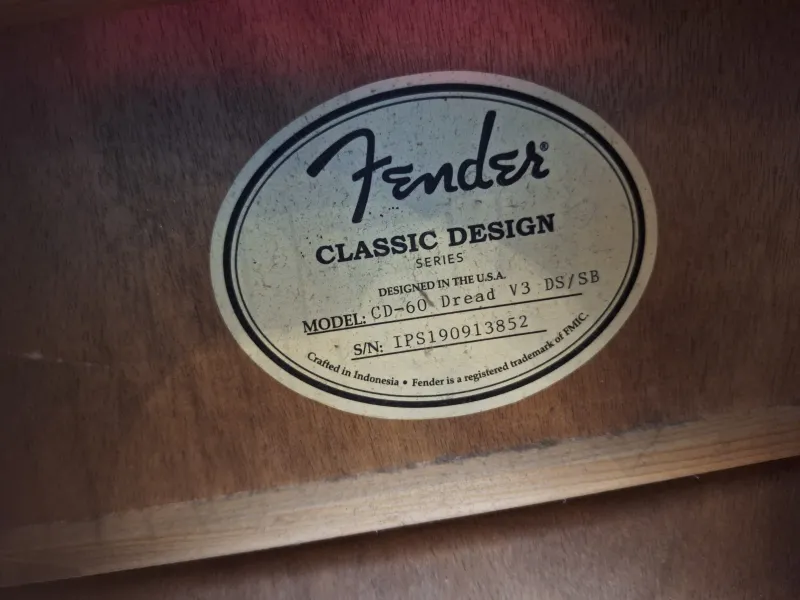 Fender®
CLASSIC DESIGN
SERIES
DESIGNED IN THE U.S.A.
MODEL: CD-60 Dread V3 DS/SB
S/N: IPS190913852
Crafted in Indonesia • Fender is a registered trademark of FMIC.